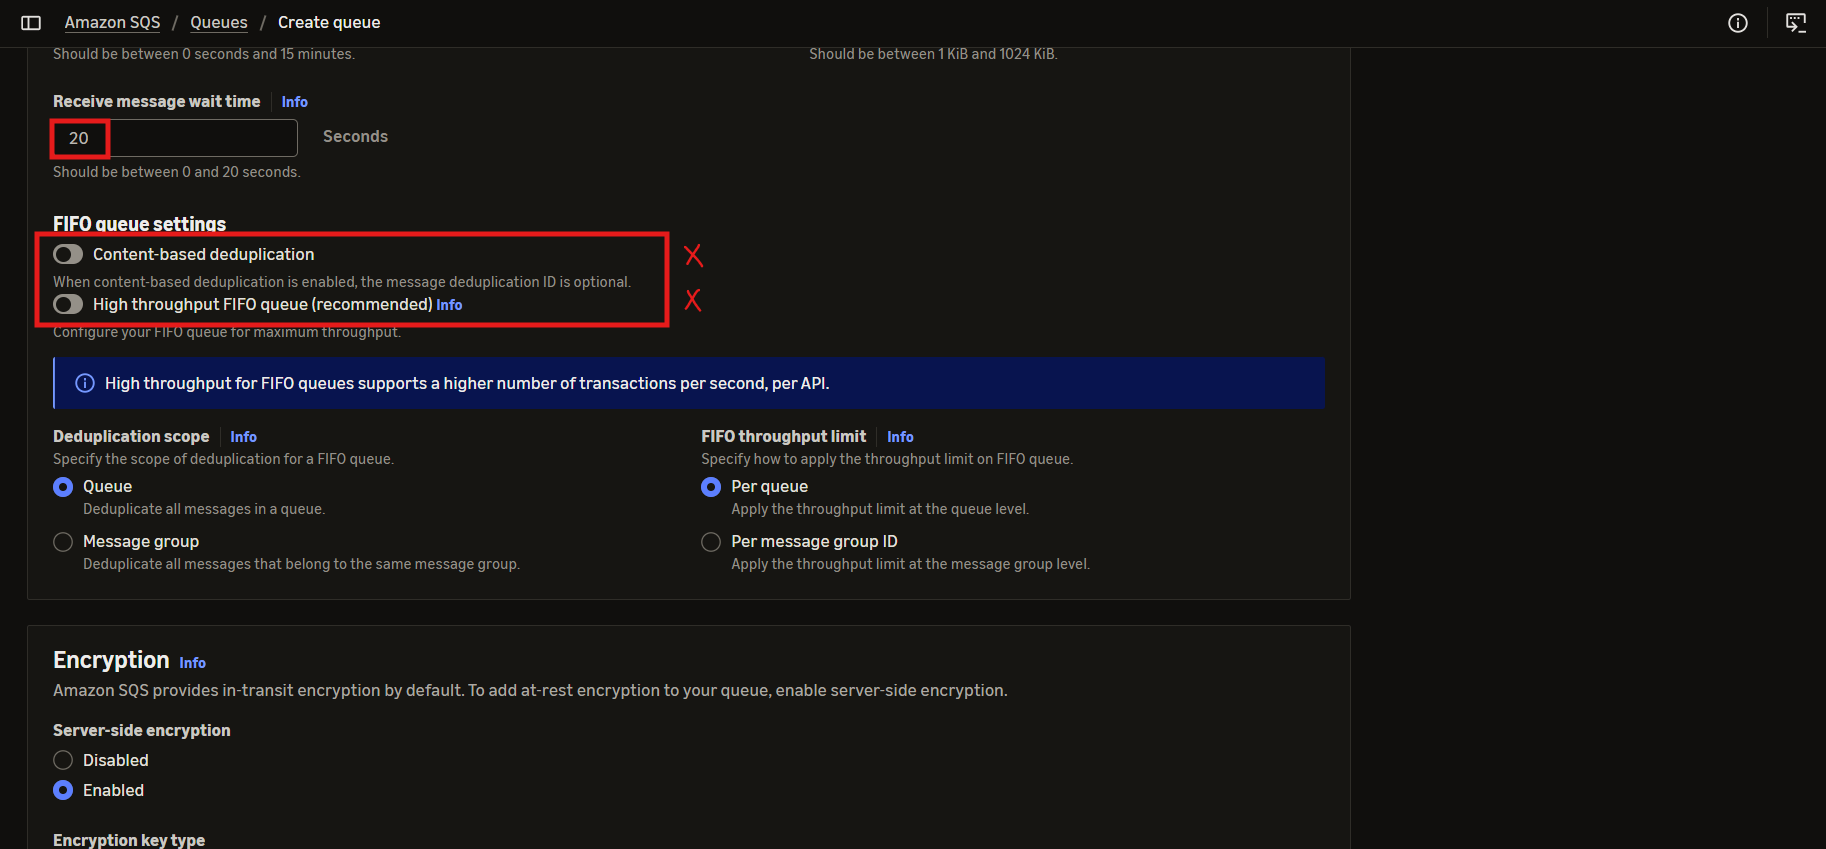 Amazon SQS / Queues / Create queue
Should be between 0 seconds and 15 minutes.
Should be between 1 KiB and 1024 KiB.
Receive message wait time Info
20 Seconds
Should be between 0 and 20 seconds.
FIFO queue settings
Content-based deduplication
When content-based deduplication is enabled, the message deduplication ID is optional.
High throughput FIFO queue (recommended) Info
Configure your FIFO queue for maximum throughput.
High throughput for FIFO queues supports a higher number of transactions per second, per API.
Deduplication scope Info
Specify the scope of deduplication for a FIFO queue.
Queue
Deduplicate all messages in a queue.
Message group
Deduplicate all messages that belong to the same message group.
FIFO throughput limit Info
Specify how to apply the throughput limit on FIFO queue.
Per queue
Apply the throughput limit at the queue level.
Per message group ID
Apply the throughput limit at the message group level.
Encryption Info
Amazon SQS provides in-transit encryption by default. To add at-rest encryption to your queue, enable server-side encryption.
Server-side encryption
Disabled
Enabled
Encryption key type